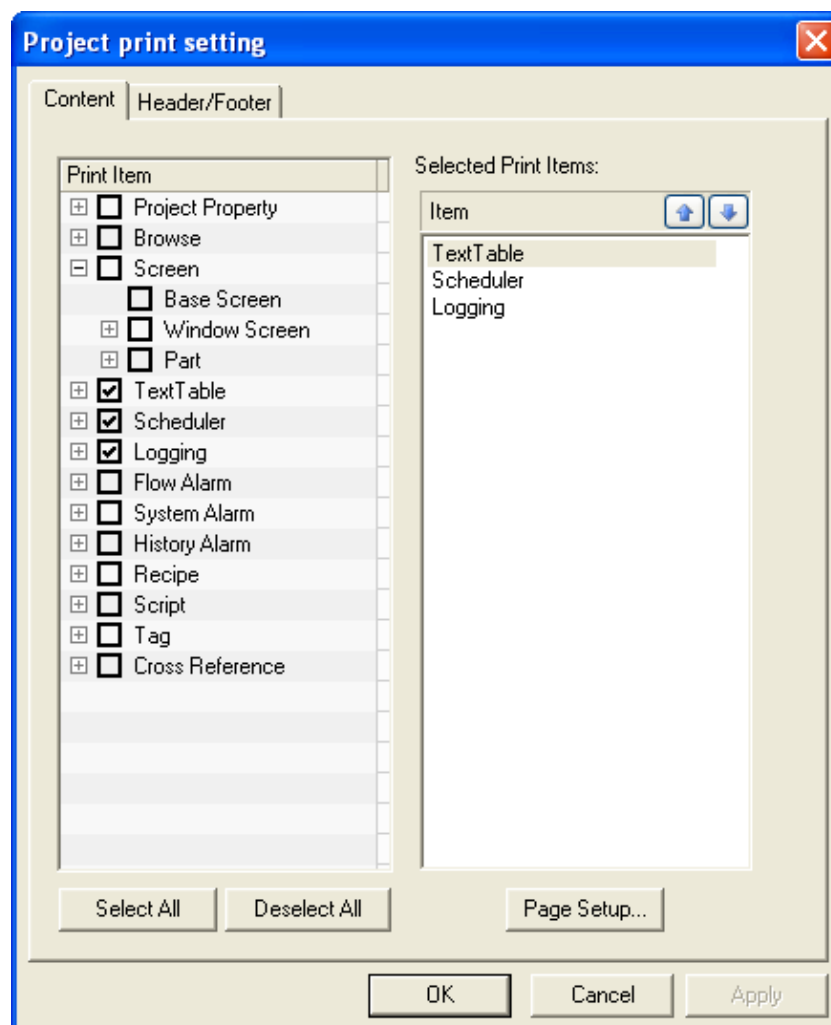 Project print setting
Content
Header/Footer
Print Item
Project Property
Browse
Screen
Base Screen
Window Screen
Part
TextTable
Scheduler
Logging
Flow Alarm
System Alarm
History Alarm
Recipe
Script
Tag
Cross Reference
Select All
Deselect All
Selected Print Items:
Item
TextTable
Scheduler
Logging
Page Setup...
OK
Cancel
Apply